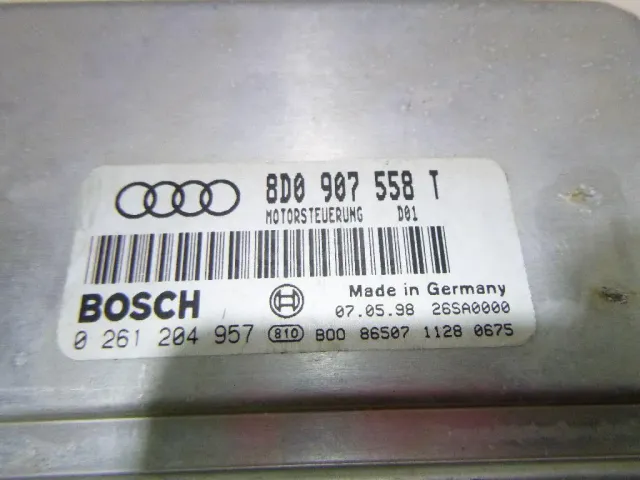 8D0 907 558 T
MOTORSTEUERUNG D01
BOSCH
Made in Germany
07.05.98 26SA0000
0 261 204 957 810 B00 86507 1128 0675